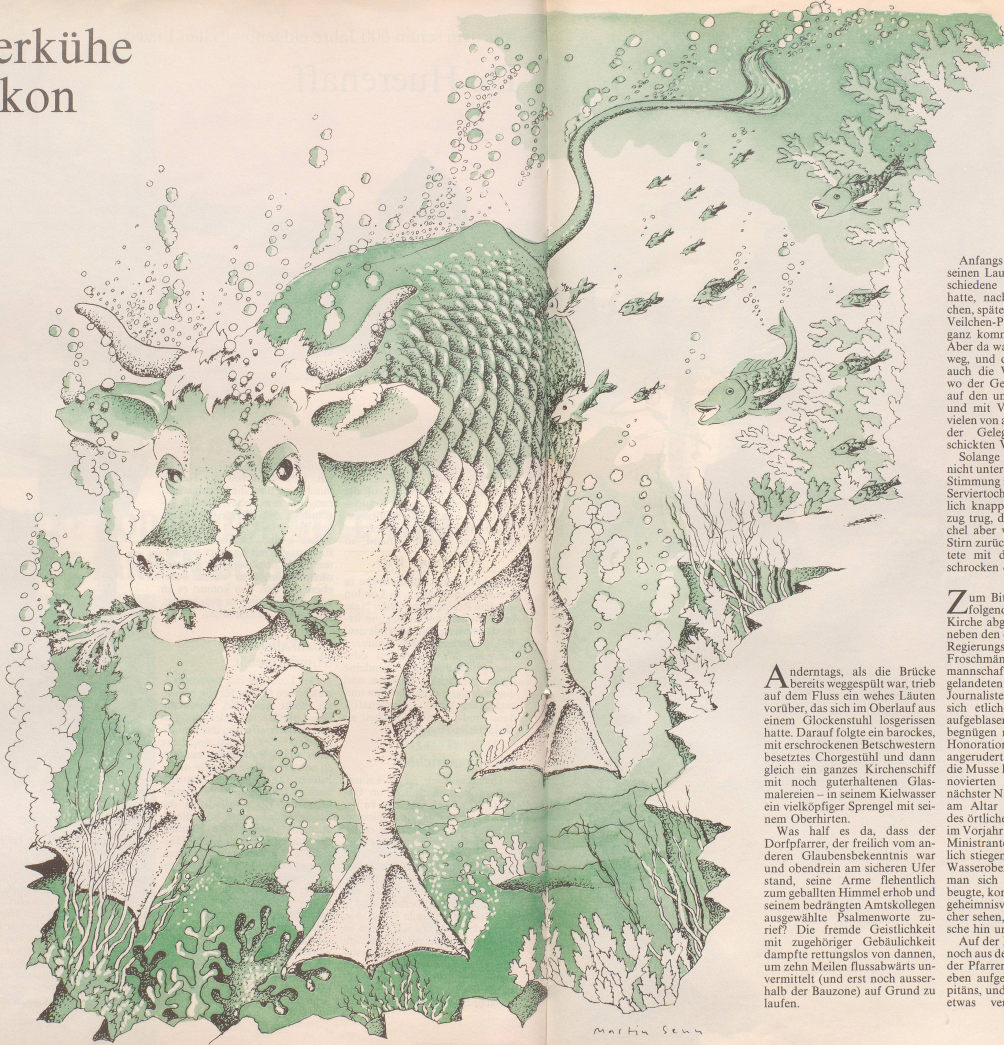 erkühe
kon
Anderntags, als die Brücke
bereits weggespült war, trieb
auf dem Fluss ein wehes Läuten
vorüber, das sich im Oberlauf aus
einem Glockenstuhl losgerissen
hatte. Darauf folgte ein barockes,
mit erschrockenen Betschwestern
besetztes Chorgestühl und dann
gleich ein ganzes Kirchenschiff
mit noch guterhaltenen Glas-
malereien – in seinem Kielwasser
ein vielköpfiger Sprengel mit sei-
nem Oberhirten.
Was half es da, dass der
Dorfpfarrer, der freilich vom an-
deren Glaubensbekenntnis war
und obendrein am sicheren Ufer
stand, seine Arme flehentlich
zum geballten Himmel erhob und
seinem bedrängten Amtskollegen
ausgewählte Psalmenworte zu-
rief? Die fremde Geistlichkeit
mit zugehöriger Gebäulichkeit
dampfte rettungslos von dannen,
um zehn Meilen flussabwärts un-
vermittelt (und erst noch ausser-
halb der Bauzone) auf Grund zu
laufen.
Anfangs
seinen Lau
schiedene
hatte, nach
chen, späte
Veilchen-P
ganz komm
Aber da wa
weg, und d
auch die V
wo der Ge
auf den un
und mit V
vielen von a
der Geleg
schickten V
Solange
nicht unter
Stimmung
Serviertoch
lich knapp
zug trug, d
chel aber v
Stirn zurüc
tete mit d
schrocken
Zum Bit
folgend
Kirche abg
neben den
Regierungs
Froschmän
mannschaf
gelandeten
Journaliste
sich etliche
aufgeblasen
begnügen
Honoration
angerudert
die Musse
novierten
nächster N
am Altar
des örtliche
im Vorjahr
Ministrante
lich stiegen
Wasserober
man sich
beugte, kon
geheimnisv
cher sehen,
sche hin un
Auf der
noch aus de
der Pfarrer
eben aufge
pitäns, und
etwas ver
Martin Senn